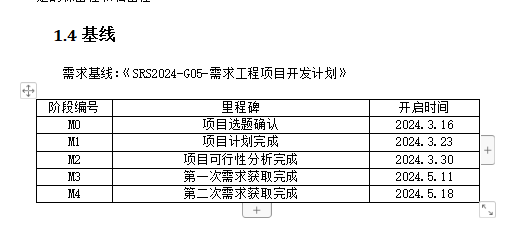 1.4 基线
需求基线：《SRS2024-G05-需求工程项目开发计划》
阶段编号 里程碑 开启时间
M0 项目选题确认 2024.3.16
M1 项目计划完成 2024.3.23
M2 项目可行性分析完成 2024.3.30
M3 第一次需求获取完成 2024.5.11
M4 第二次需求获取完成 2024.5.18